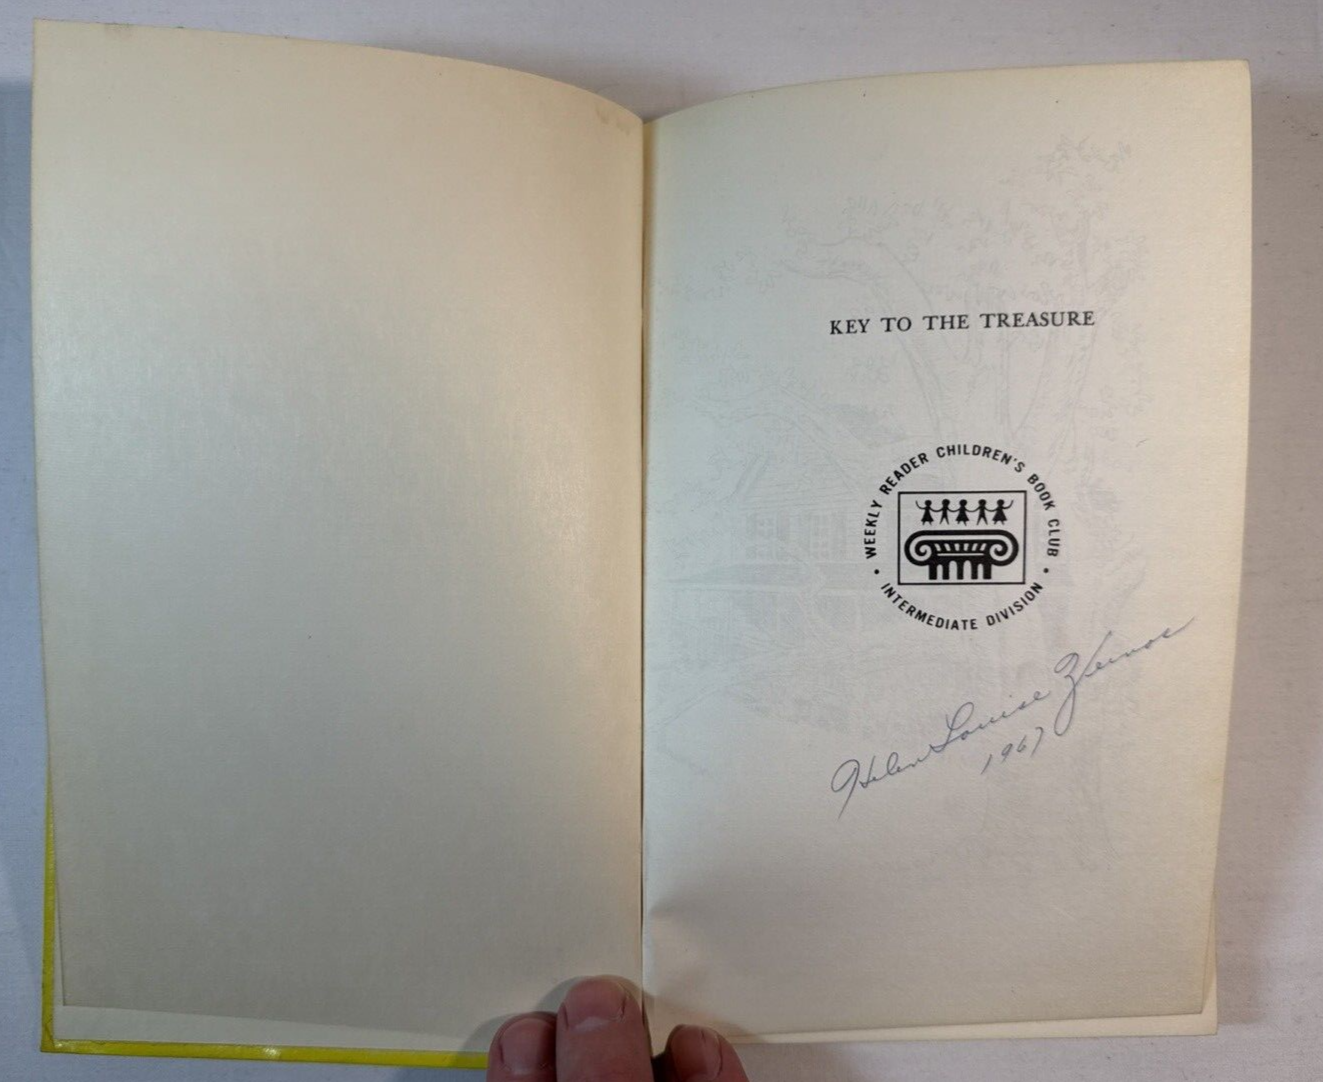 KEY TO THE TREASURE
WEEKLY READER CHILDREN'S BOOK CLUB
• INTERMEDIATE DIVISION •
Helen Louise
1967